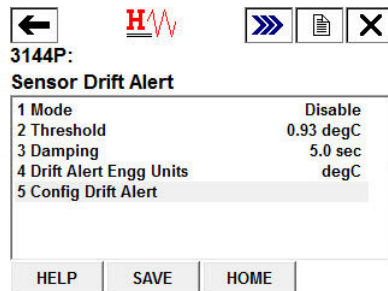 H
3144P:
Sensor Drift Alert
1 Mode Disable
2 Threshold 0.93 degC
3 Damping 5.0 sec
4 Drift Alert Engg Units degC
5 Config Drift Alert
HELP SAVE HOME